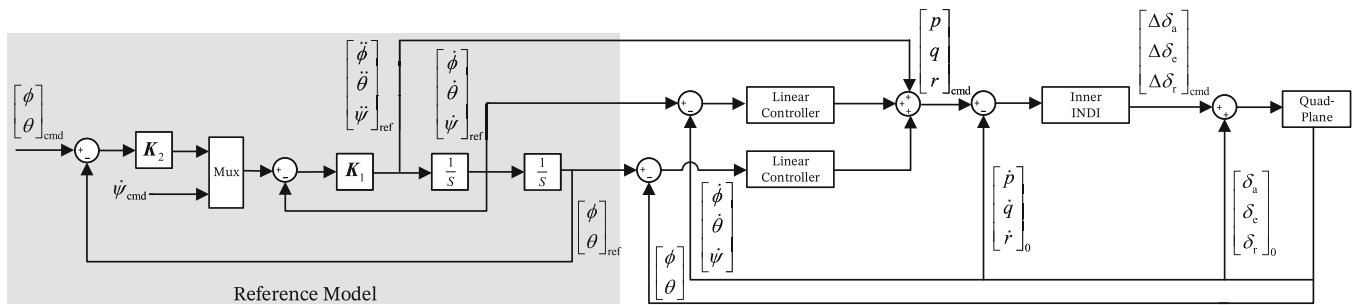 [ϕ θ]cmd
+
-
K2
ψ̇cmd
Mux
+
-
K1
[ϕ̈ θ̈ ψ̈]ref
1/S
[ϕ̇ θ̇ ψ̇]ref
1/S
[ϕ θ]ref
Reference Model
+
-
Linear
Controller
+
-
Linear
Controller
[ϕ θ]
[ϕ̇ θ̇ ψ̇]
+
+
+
[p q r]cmd
+
-
[ṗ q̇ ṙ]0
Inner
INDI
[Δδa Δδe Δδr]cmd
+
+
[δa δe δr]0
Quad-
Plane